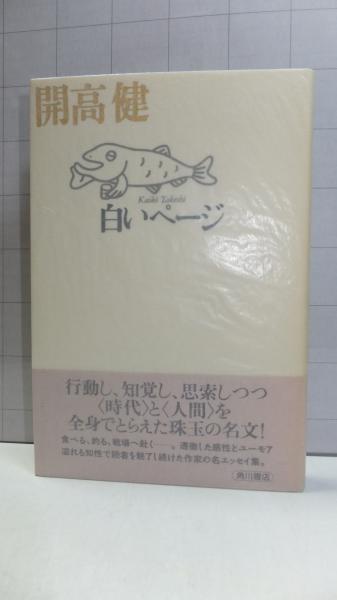 開高健
Kaikō Takeshi
白いページ
行動し、知覚し、思索しつつ
〈時代〉と〈人間〉を
全身でとらえた珠玉の名文！
食べる、釣る、戦場へ赴く――。透徹した感性とユーモア
溢れる知性で読者を魅了し続けた作家の名エッセイ集。
角川書店